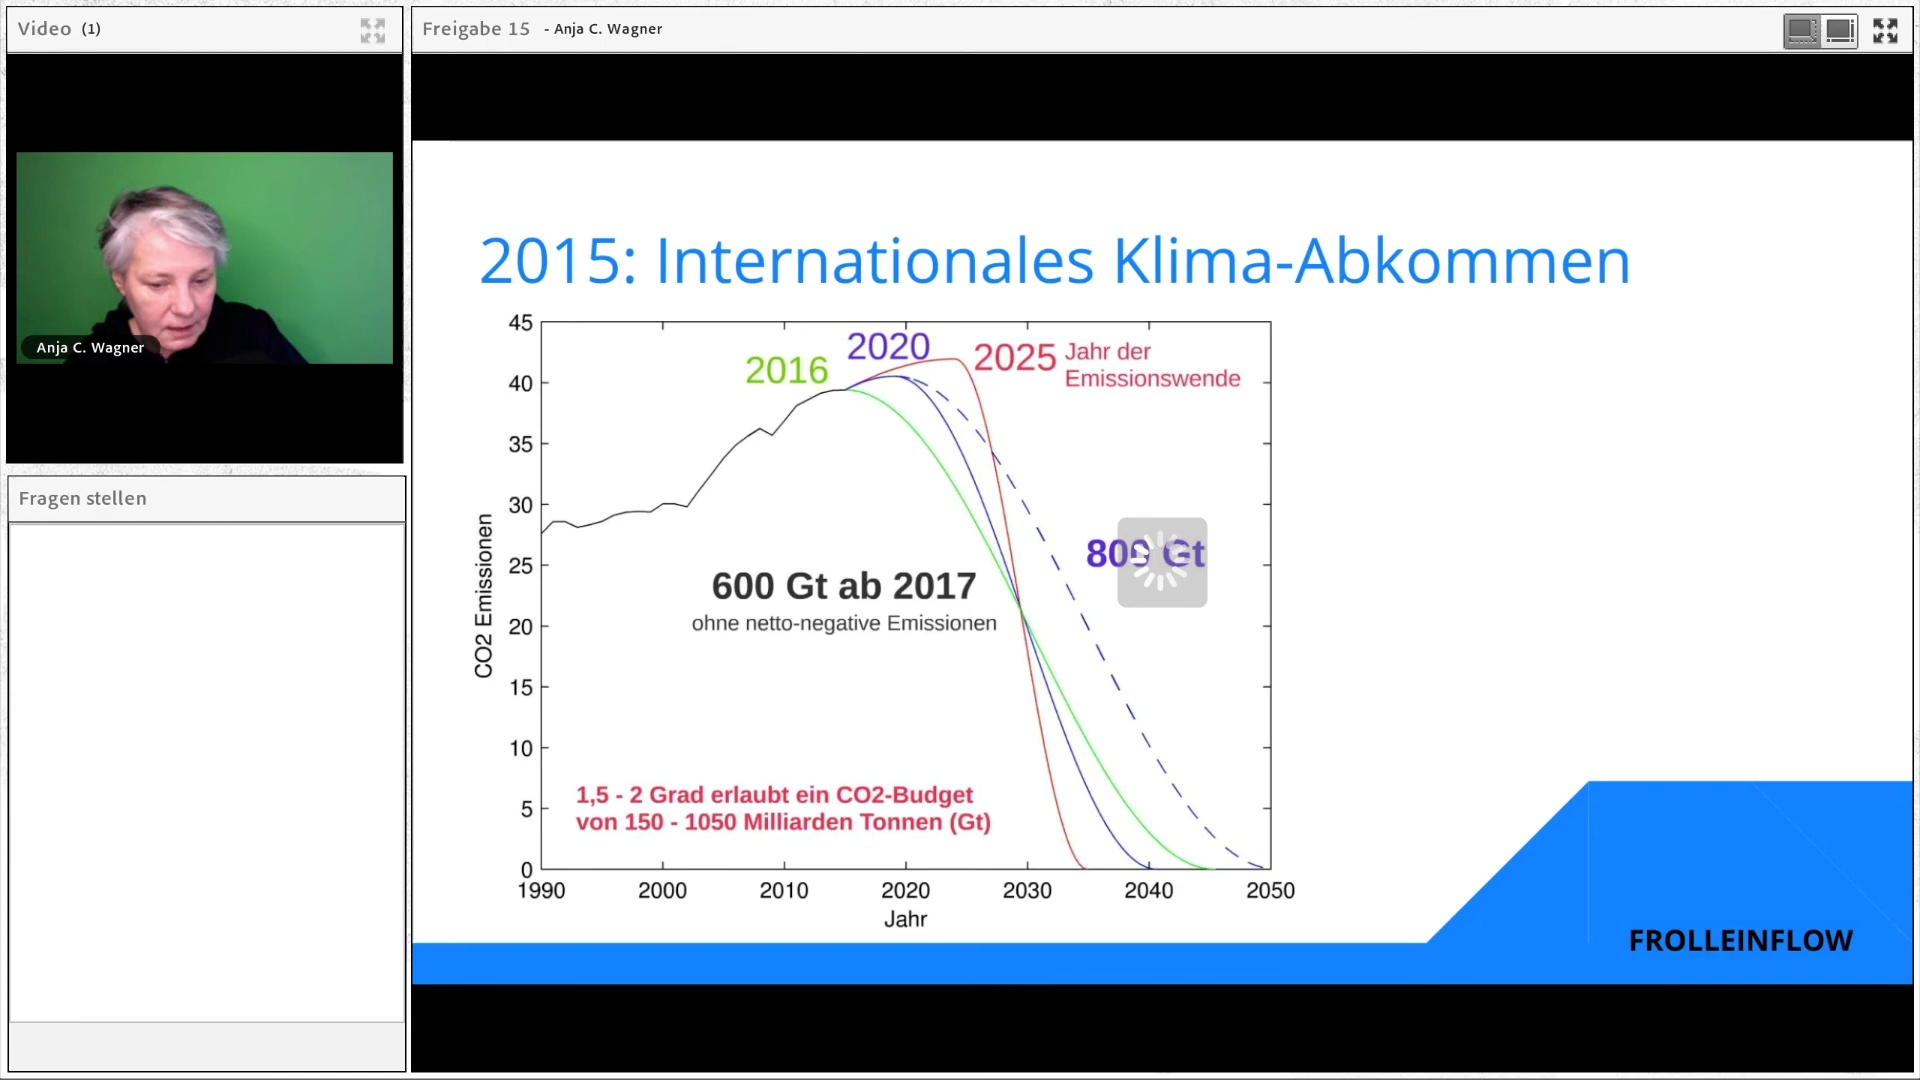 Video (1)
Freigabe 15 - Anja C. Wagner
Anja C. Wagner
Fragen stellen
2015: Internationales Klima-Abkommen
45
40
35
30
25
20
15
10
5
0
CO2 Emissionen
2016
2020
2025 Jahr der
Emissionswende
800 Gt
600 Gt ab 2017
ohne netto-negative Emissionen
1,5 - 2 Grad erlaubt ein CO2-Budget
von 150 - 1050 Milliarden Tonnen (Gt)
1990 2000 2010 2020 2030 2040 2050
Jahr
FROLLEINFLOW